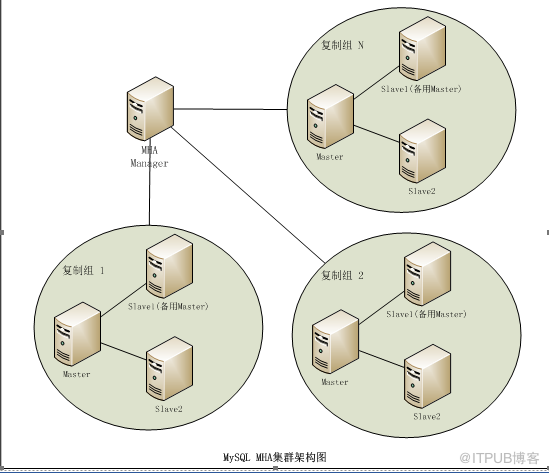 复制组 N
Slave1(备用Master)
Master
Slave2
MHA
Manager
复制组 1
Slave1(备用Master)
Master
Slave2
复制组 2
Slave1(备用Master)
Master
Slave2
MySQL MHA集群架构图
@ITPUB博客